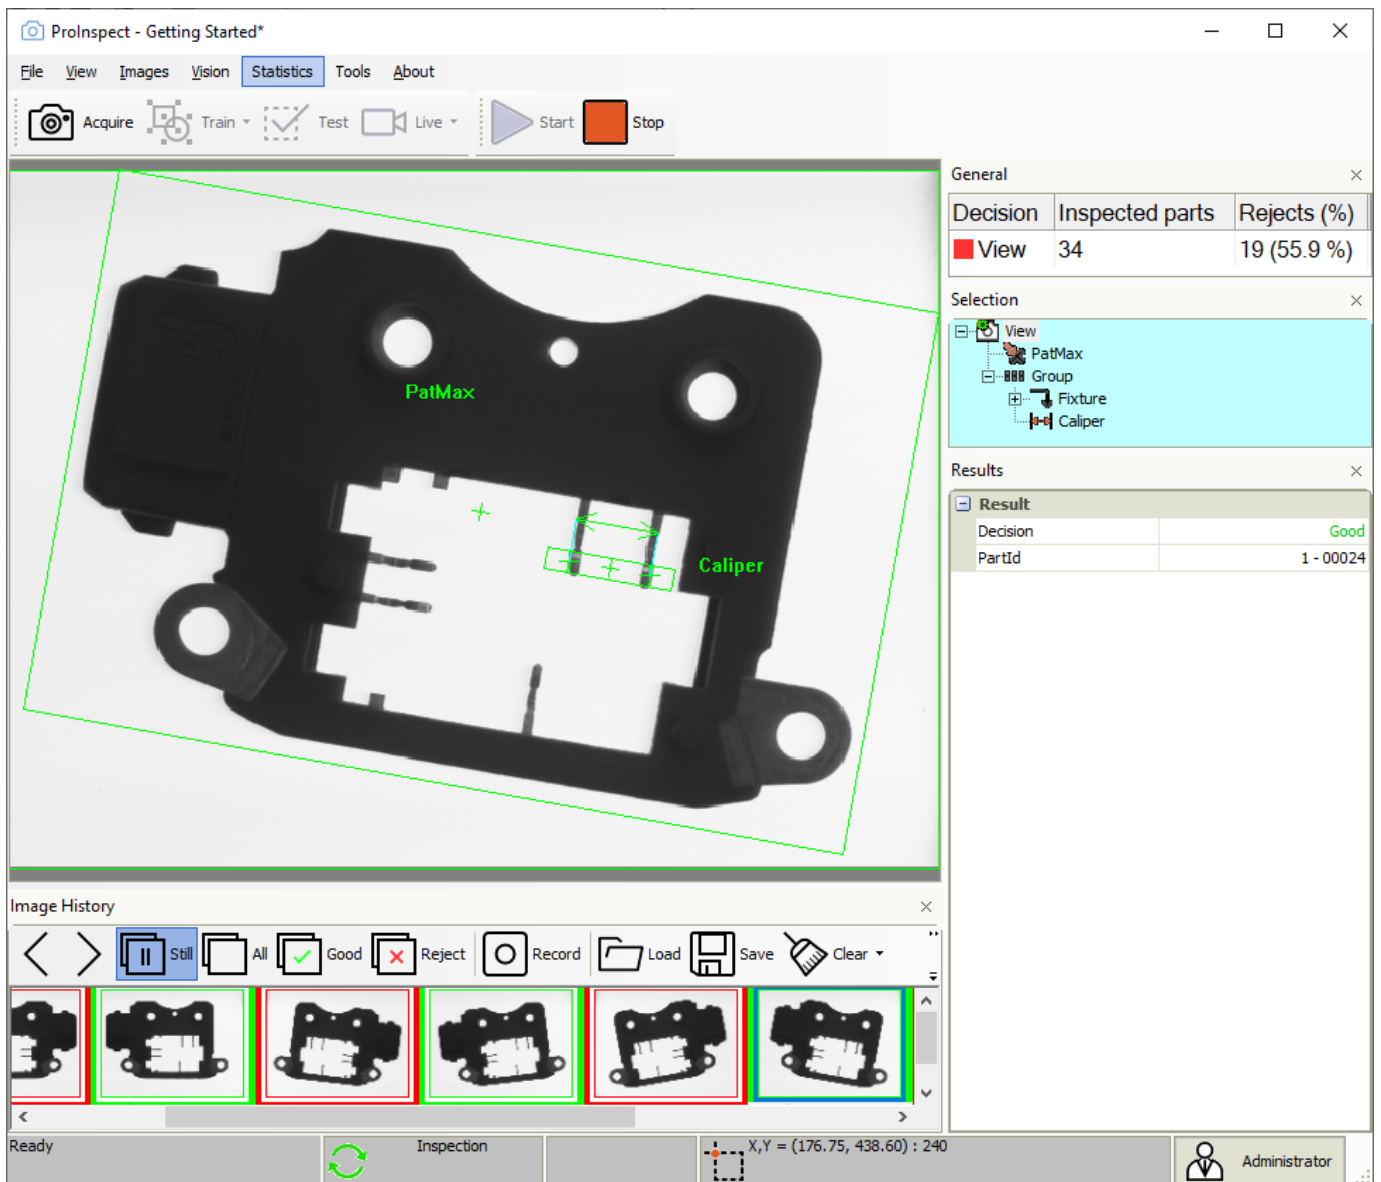 ProInspect - Getting Started*
File View Images Vision Statistics Tools About
Acquire Train Test Live Start Stop
General
Decision Inspected parts Rejects (%)
View 34 19 (55.9 %)
Selection
View
PatMax
Group
Fixture
Caliper
Results
Result
Decision Good
PartId 1 - 00024
PatMax
Caliper
Image History
Still All Good Reject Record Load Save Clear
Ready Inspection X,Y = (176.75, 438.60) : 240 Administrator